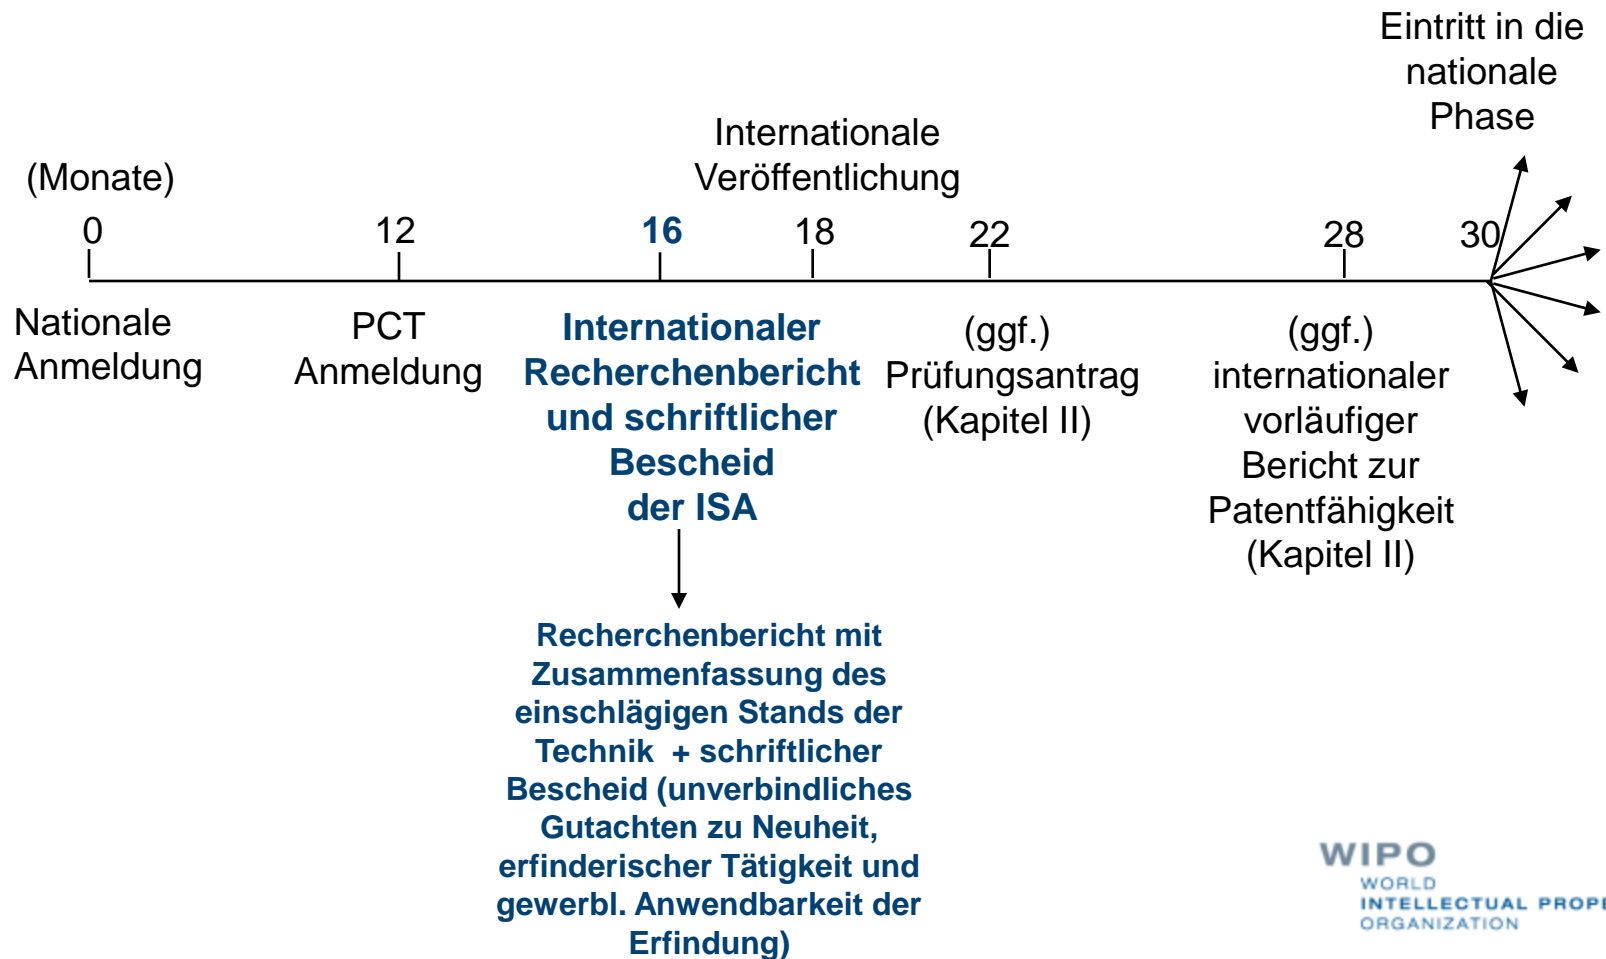 Eintritt in die
nationale
Phase
Internationale
Veröffentlichung
(Monate)
0
12
16
18
22
28
30
Nationale
Anmeldung
PCT
Anmeldung
Internationaler
Recherchenbericht
und schriftlicher
Bescheid
der ISA
(ggf.)
Prüfungsantrag
(Kapitel II)
(ggf.)
internationaler
vorläufiger
Bericht zur
Patentfähigkeit
(Kapitel II)
Recherchenbericht mit
Zusammenfassung des
einschlägigen Stands der
Technik + schriftlicher
Bescheid (unverbindliches
Gutachten zu Neuheit,
erfinderischer Tätigkeit und
gewerbl. Anwendbarkeit der
Erfindung)
WIPO
WORLD
INTELLECTUAL PROPE
ORGANIZATION